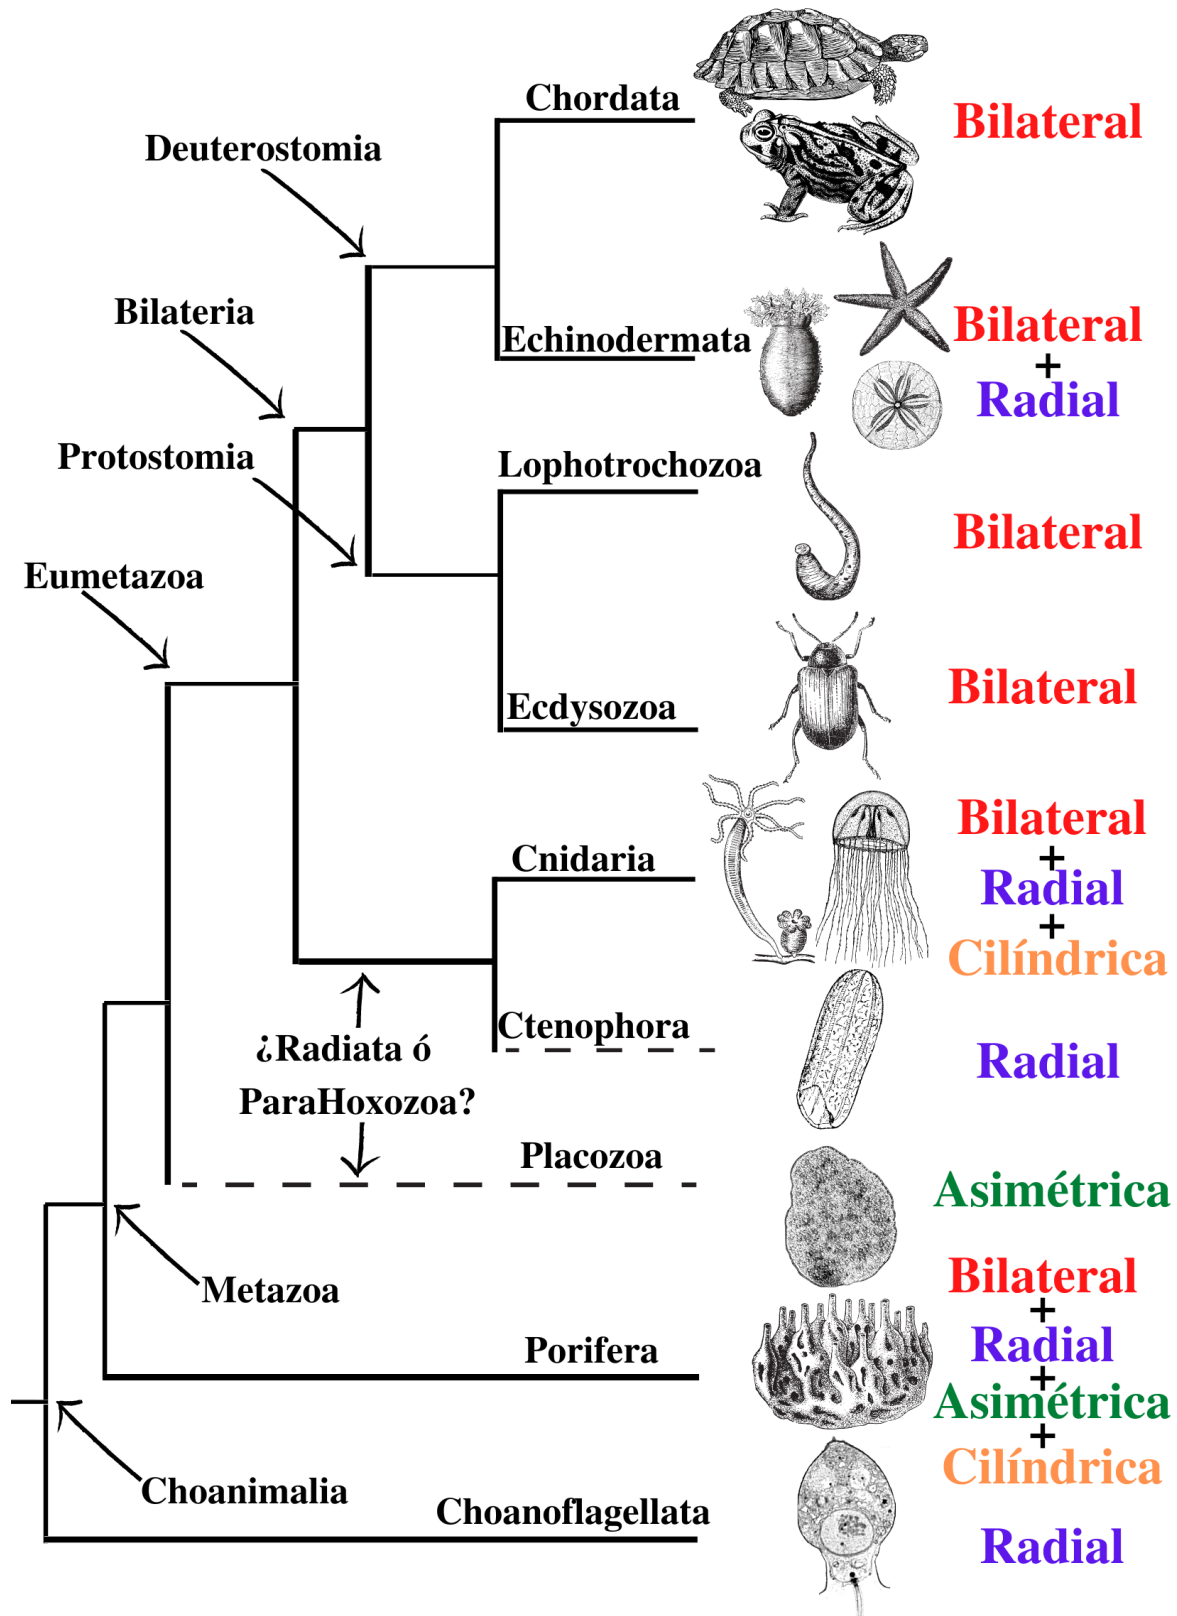 Chordata
Bilateral
Deuterostomia
Bilateria
Echinodermata
Bilateral
+
Radial
Protostomia
Lophotrochozoa
Bilateral
Eumetazoa
Ecdysozoa
Bilateral
Cnidaria
Bilateral
+
Radial
+
Cilíndrica
¿Radiata ó
ParaHoxozoa?
Ctenophora
Radial
Placozoa
Asimétrica
Metazoa
Porifera
Bilateral
+
Radial
+
Asimétrica
+
Cilíndrica
Choanimalia
Choanoflagellata
Radial